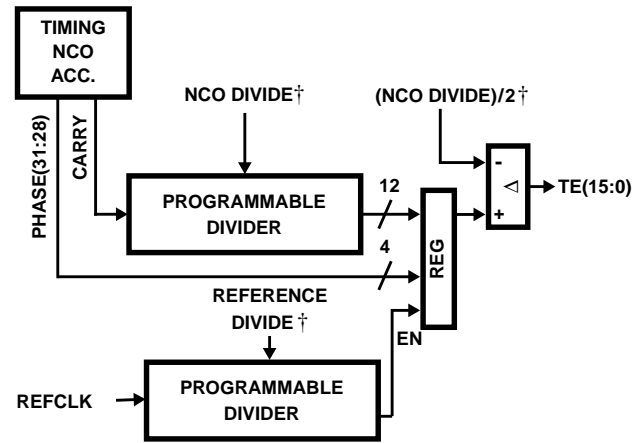 TIMING
NCO
ACC.
NCO DIVIDE†
(NCO DIVIDE)/2 †
PHASE(31:28)
CARRY
-
PROGRAMMABLE
DIVIDER
12
TE(15:0)
+
4
REG
REFERENCE
DIVIDE †
EN
REFCLK
PROGRAMMABLE
DIVIDER